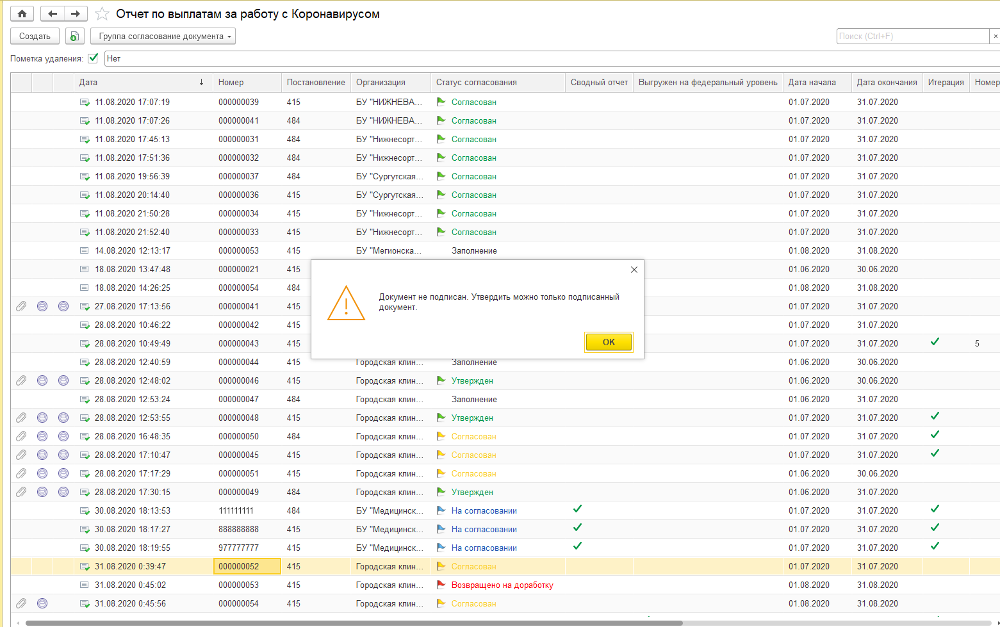 Отчет по выплатам за работу с Коронавирусом
Создать Группа согласование документа Поиск (Ctrl+F) ×
Пометка удаления: Нет
Дата ↓ Номер Постановление Организация Статус согласования Сводный отчет Выгружен на федеральный уровень Дата начала Дата окончания Итерация Номер
11.08.2020 17:07:19 000000039 415 БУ "НИЖНЕВА... Согласован 01.07.2020 31.07.2020
11.08.2020 17:07:26 000000041 484 БУ "НИЖНЕВА... Согласован 01.07.2020 31.07.2020
11.08.2020 17:45:13 000000031 484 БУ "Нижнесорт... Согласован 01.07.2020 31.07.2020
11.08.2020 17:51:36 000000032 484 БУ "Нижнесорт... Согласован 01.07.2020 31.07.2020
11.08.2020 19:56:39 000000037 484 БУ "Сургутская... Согласован 01.07.2020 31.07.2020
11.08.2020 20:14:40 000000036 415 БУ "Сургутская... Согласован 01.07.2020 31.07.2020
11.08.2020 21:50:28 000000034 415 БУ "Нижнесорт... Согласован 01.07.2020 31.07.2020
11.08.2020 21:52:40 000000033 415 БУ "Нижнесорт... Согласован 01.07.2020 31.07.2020
14.08.2020 12:13:17 000000053 415 БУ "Мегионска... Заполнение 01.08.2020 31.08.2020
18.08.2020 13:47:48 000000021 415 01.06.2020 30.06.2020
18.08.2020 14:26:25 000000054 484 01.08.2020 31.08.2020
27.08.2020 17:13:56 000000041 415 01.07.2020 31.07.2020
28.08.2020 10:46:22 000000042 415 01.07.2020 31.07.2020
28.08.2020 10:49:49 000000043 415 01.07.2020 31.07.2020 5
Документ не подписан. Утвердить можно только подписанный
документ.
OK
28.08.2020 12:40:59 000000044 415 Городская клин... Заполнение 01.06.2020 30.06.2020
28.08.2020 12:48:02 000000046 415 Городская клин... Утвержден 01.06.2020 30.06.2020
28.08.2020 12:53:24 000000047 484 Городская клин... Заполнение 01.06.2020 31.07.2020
28.08.2020 12:53:55 000000048 415 Городская клин... Утвержден 01.07.2020 31.07.2020
28.08.2020 16:48:35 000000050 484 Городская клин... Согласован 01.07.2020 31.07.2020
28.08.2020 17:10:47 000000045 415 Городская клин... Согласован 01.07.2020 31.07.2020
28.08.2020 17:17:29 000000051 415 Городская клин... Согласован 01.06.2020 30.06.2020
28.08.2020 17:30:15 000000049 484 Городская клин... Утвержден 01.06.2020 31.07.2020
30.08.2020 18:13:53 111111111 484 БУ "Медицинск... На согласовании 01.07.2020 31.07.2020
30.08.2020 18:17:27 888888888 415 БУ "Медицинск... На согласовании 01.07.2020 31.07.2020
30.08.2020 18:19:55 977777777 415 БУ "Медицинск... На согласовании 01.07.2020 31.07.2020
31.08.2020 0:39:47 000000052 415 Городская клин... Согласован 01.07.2020 31.07.2020
31.08.2020 0:45:02 000000053 415 Городская клин... Возвращено на доработку 01.08.2020 31.08.2020
31.08.2020 0:45:56 000000054 415 Городская клин... Согласован 01.08.2020 31.08.2020